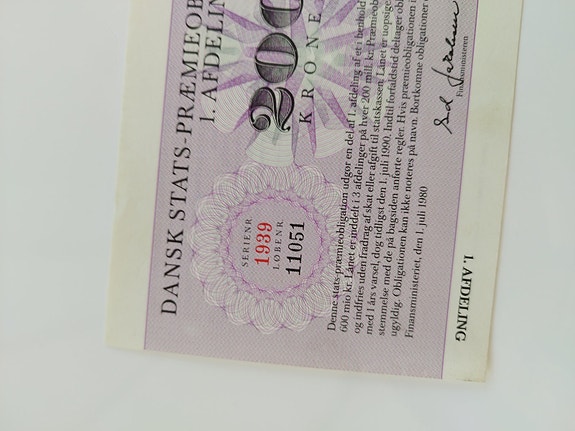 DANSK STATS-PRÆMIEOB
1. AFDELIN
200
KRONE
SERIENR
1939
LØBENR
11051
Denne stats-præmieobligation udgør en del af 1. afdeling af et i henhold
600 mio kr. Lånet er inddelt i 3 afdelinger på hver 200 mill. kr. Præmieobl
og indfries uden fradrag af skat eller afgift til statskassen. Lånet er uopsige
med 1 års varsel, dog tidligst den 1. juli 1990. Indtil forfaldstid deltager obl
stemmelse med de på bagsiden anførte regler. Hvis præmieobligationen i
ugyldig. Obligationen kan ikke noteres på navn. Bortkomne obligationer
Finansministeriet, den 1. juli 1980
Finansministeren
1. AFDELING